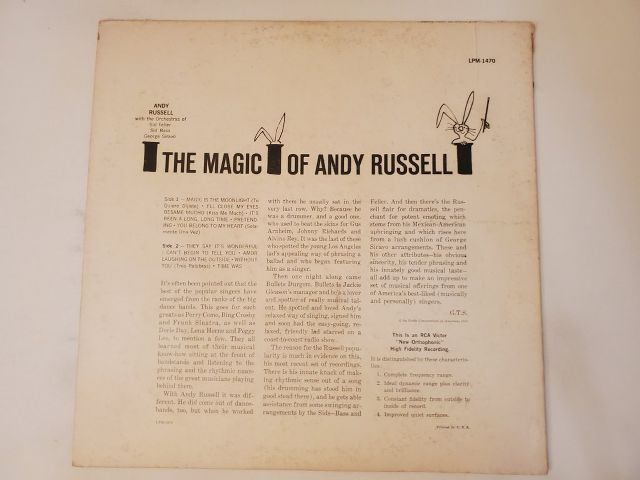 LPM-1470
ANDY
RUSSELL
with the Orchestras of
Sid Feller
Sid Bass
George Siravo
THE MAGIC OF ANDY RUSSELL
Side 1 – MAGIC IS THE MOONLIGHT (Te
Quiero Dijiste) • I'LL CLOSE MY EYES
BESAME MUCHO (Kiss Me Much) • IT'S
BEEN A LONG, LONG TIME • PRETEND-
ING • YOU BELONG TO MY HEART (Sola-
mente Una Vez)
Side 2 – THEY SAY IT'S WONDERFUL
I CAN'T BEGIN TO TELL YOU • AMOR
LAUGHING ON THE OUTSIDE • WITHOUT
YOU (Tres Palabras) • TIME WAS
It's often been pointed out that
the best of the popular singers have
emerged from the ranks of the big
dance bands. This goes for such
greats as Perry Como, Bing Crosby
and Frank Sinatra, as well as
Doris Day, Lena Horne and Peggy
Lee, to mention a few. They all
learned most of their musical
know-how sitting at the front of
bandstands and listening to the
phrasing and the rhythmic nuanc-
es of the great musicians playing
behind them.
With Andy Russell it was dif-
ferent. He did come out of dance-
bands, too, but when he worked
with them he usually sat in the
very last row. Why? Because he
was a drummer, and a good one,
who used to beat the skins for Gus
Arnheim, Johnny Richards and
Alvino Rey. It was the last of these
who spotted the young Los Angeles
lad's appealing way of phrasing a
ballad and who began featuring
him as a singer.
Then one night along came
Bullets Durgom. Bullets is Jackie
Gleason's manager and he's a lover
and spotter of really musical tal-
ent. He spotted and loved Andy's
relaxed way of singing, signed him
and soon had the easy-going, re-
laxed, friendly lad starred on a
coast-to-coast radio show.
The reason for the Russell popu-
larity is much in evidence on this,
his most recent set of recordings.
There is his innate knack of mak-
ing rhythmic sense out of a song
(his drumming has stood him in
good stead there), and he gets able
assistance from some swinging ar-
rangements by the Sids—Bass and
Feller. And then there's the Rus-
sell flair for dramatics, the pen-
chant for potent emoting which
stems from his Mexican-American
upbringing and which rises here
from a lush cushion of George
Siravo arrangements. These and
his other attributes—his obvious
sincerity, his tender phrasing and
his innately good musical taste—
all add up to make an impressive
set of musical offerings from one
of America's best-liked (musically
and personally) singers.
G.T.S.
This is an RCA Victor
"New Orthophonic"
High Fidelity Recording.
It is distinguished by these characteris-
tics:
1. Complete frequency range.
2. Ideal dynamic range plus clarity
and brilliance.
3. Constant fidelity from outside to
inside of record.
4. Improved quiet surfaces.
LPM-1470
Printed in U. S. A.